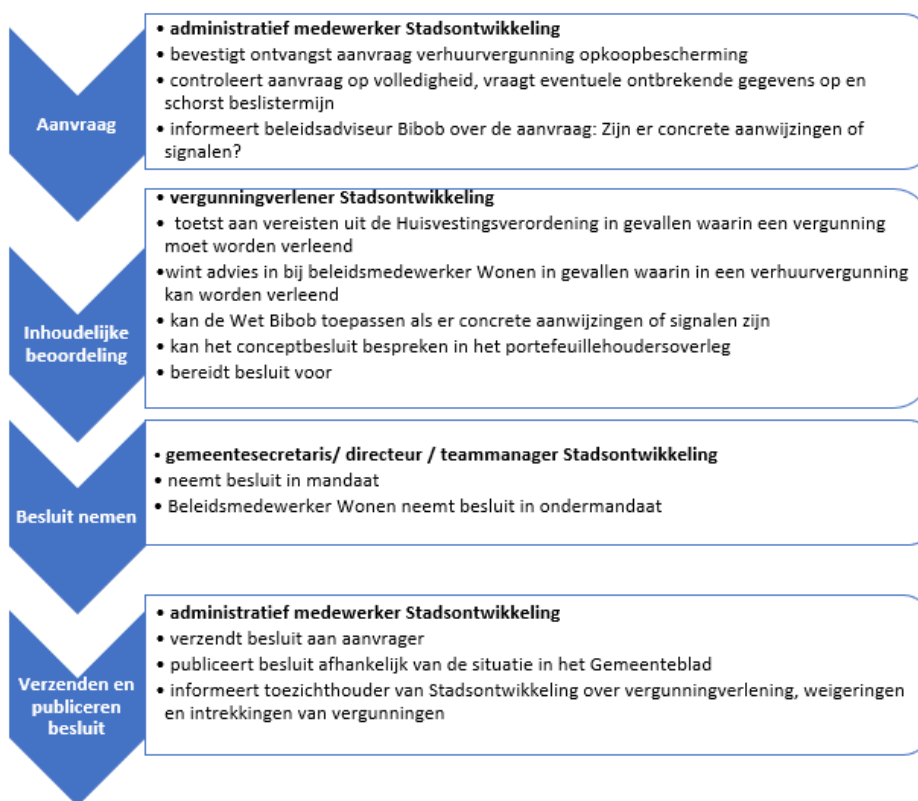 Aanvraag
• administratief medewerker Stadsontwikkeling
• bevestigt ontvangst aanvraag verhuurvergunning opkoopbescherming
• controleert aanvraag op volledigheid, vraagt eventuele ontbrekende gegevens op en
schorst beslistermijn
• informeert beleidsadviseur Bibob over de aanvraag: Zijn er concrete aanwijzingen of
signalen?
Inhoudelijke
beoordeling
• vergunningverlener Stadsontwikkeling
• toetst aan vereisten uit de Huisvestingsverordening in gevallen waarin een vergunning
moet worden verleend
•wint advies in bij beleidsmedewerker Wonen in gevallen waarin in een verhuurvergunning
kan worden verleend
• kan de Wet Bibob toepassen als er concrete aanwijzingen of signalen zijn
• kan het conceptbesluit bespreken in het portefeuillehoudersoverleg
• bereidt besluit voor
Besluit nemen
• gemeentesecretaris/ directeur / teammanager Stadsontwikkeling
• neemt besluit in mandaat
• Beleidsmedewerker Wonen neemt besluit in ondermandaat
Verzenden en
publiceren
besluit
• administratief medewerker Stadsontwikkeling
• verzendt besluit aan aanvrager
• publiceert besluit afhankelijk van de situatie in het Gemeenteblad
• informeert toezichthouder van Stadsontwikkeling over vergunningverlening, weigeringen
en intrekkingen van vergunningen